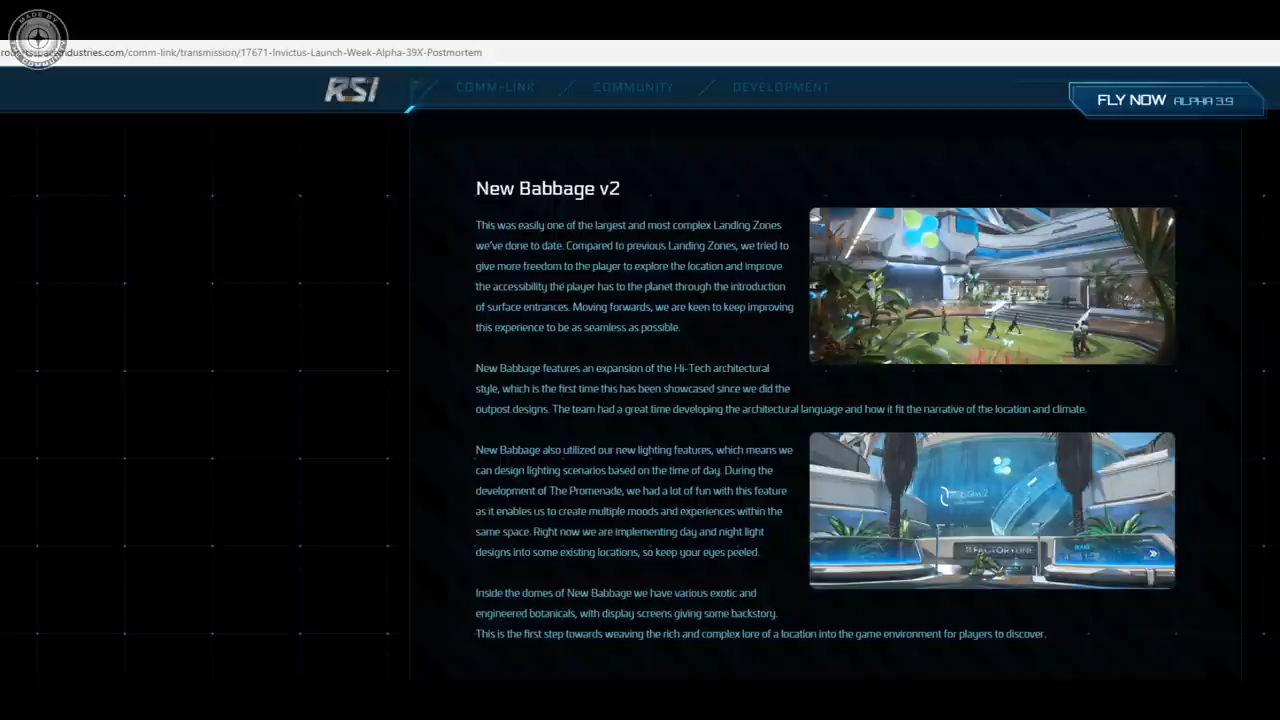 MADE BY
THE COMMUNITY
industries.com/comm-link/transmission/17671-Invictus-Launch-Week-Alpha-39X-Postmortem
RSI
COMM-LINK
COMMUNITY
DEVELOPMENT
FLY NOW ALPHA 3.9
New Babbage v2
This was easily one of the largest and most complex Landing Zones
we've done to date. Compared to previous Landing Zones, we tried to
give more freedom to the player to explore the location and improve
the accessibility the player has to the planet through the introduction
of surface entrances. Moving forwards, we are keen to keep improving
this experience to be as seamless as possible.
New Babbage features an expansion of the Hi-Tech architectural
style, which is the first time this has been showcased since we did the
outpost designs. The team had a great time developing the architectural language and how it fit the narrative of the location and climate.
New Babbage also utilized our new lighting features, which means we
can design lighting scenarios based on the time of day. During the
development of The Promenade, we had a lot of fun with this feature
as it enables us to create multiple moods and experiences within the
same space. Right now we are implementing day and night light
designs into some existing locations, so keep your eyes peeled.
FACTORY LINE
Inside the domes of New Babbage we have various exotic and
engineered botanicals, with display screens giving some backstory.
This is the first step towards weaving the rich and complex lore of a location into the game environment for players to discover.